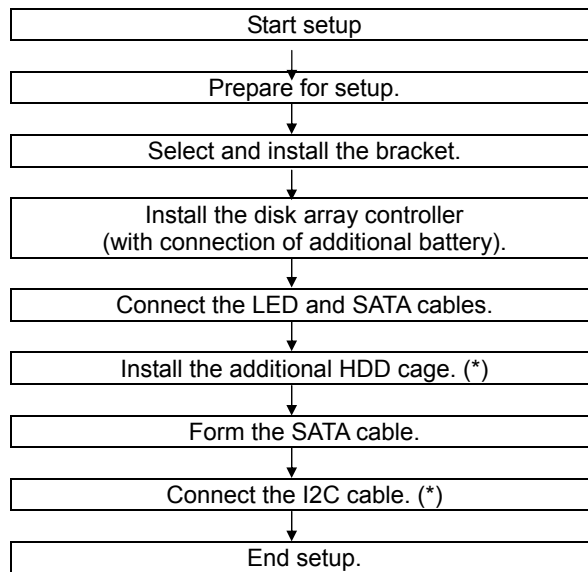 Start setup
Prepare for setup.
Select and install the bracket.
Install the disk array controller
(with connection of additional battery).
Connect the LED and SATA cables.
Install the additional HDD cage. (*)
Form the SATA cable.
Connect the I2C cable. (*)
End setup.